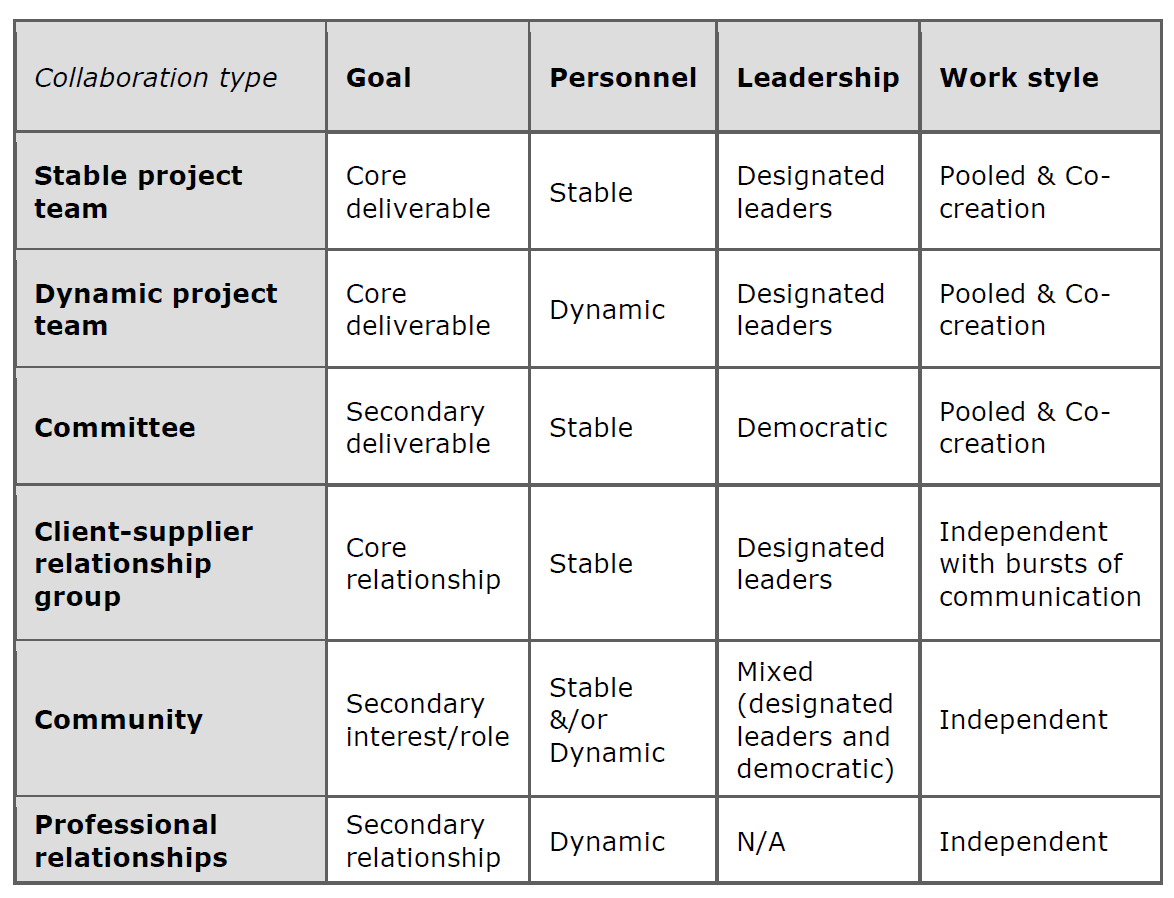 Collaboration type
Goal
Personnel
Leadership
Work style
Stable project
team
Core
deliverable
Stable
Designated
leaders
Pooled & Co-
creation
Dynamic project
team
Core
deliverable
Dynamic
Designated
leaders
Pooled & Co-
creation
Committee
Secondary
deliverable
Stable
Democratic
Pooled & Co-
creation
Client-supplier
relationship
group
Core
relationship
Stable
Designated
leaders
Independent
with bursts of
communication
Community
Secondary
interest/role
Stable
&/or
Dynamic
Mixed
(designated
leaders and
democratic)
Independent
Professional
relationships
Secondary
relationship
Dynamic
N/A
Independent